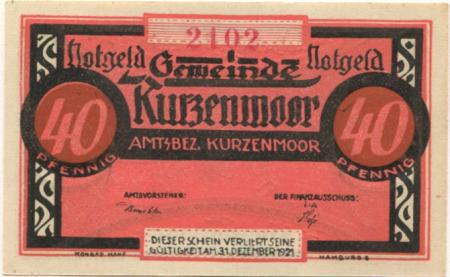 2102
Notgeld Gemeinde Notgeld
Kurzenmoor
40 PFENNIG
AMTSBEZ. KURZENMOOR
40 PFENNIG
AMTSVORSTEHER:
DER FINANZAUSSCHUSS:
I.A.
DIESER SCHEIN VERLIERT SEINE
GÜLTIGKEIT AM 31. DEZEMBER 1921
HAMBURG